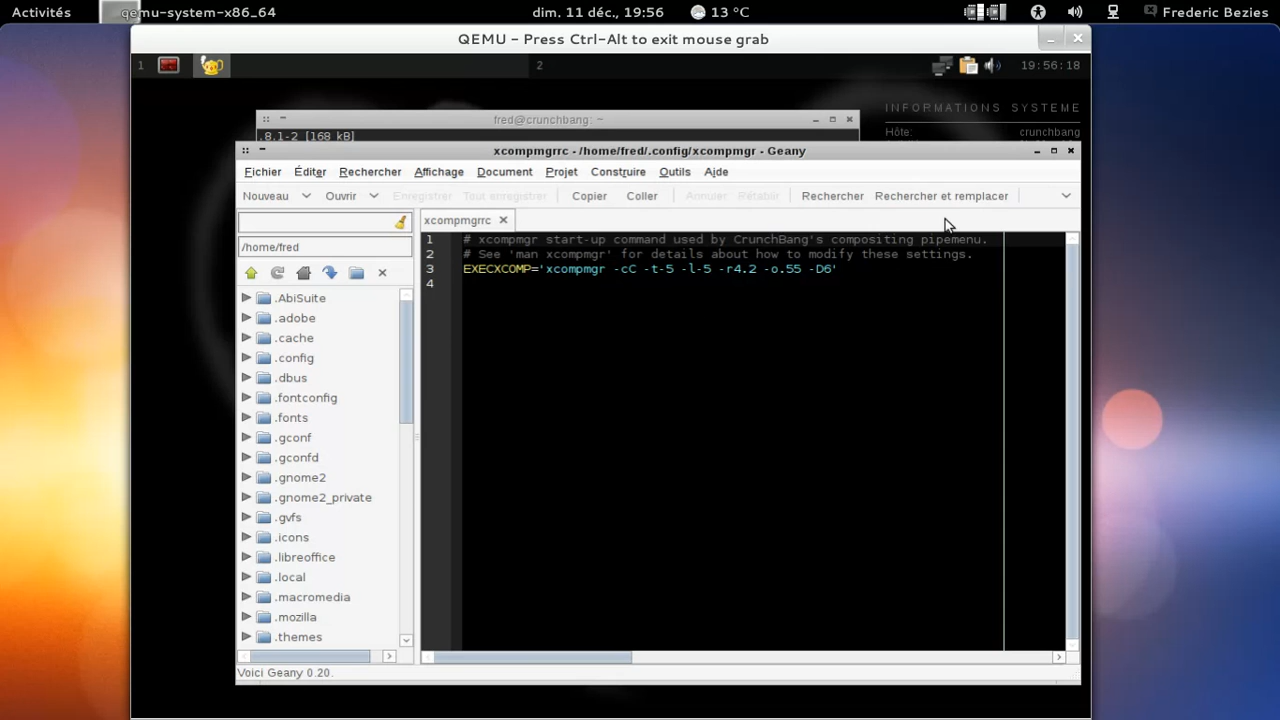 Activités qemu-system-x86_64 dim. 11 déc., 19:56 13 °C Frederic Bezies
QEMU - Press Ctrl-Alt to exit mouse grab
1 2 19:56:18
INFORMATIONS SYSTEME
fred@crunchbang: ~
Hôte: crunchbang
.8.1-2 [168 kB]
xcompmgrrc - /home/fred/.config/xcompmgr - Geany
Fichier Éditer Rechercher Affichage Document Projet Construire Outils Aide
Nouveau Ouvrir Enregistrer Tout enregistrer Copier Coller Annuler Rétablir Rechercher Rechercher et remplacer
xcompmgrrc
/home/fred
1 # xcompmgr start-up command used by CrunchBang's compositing pipemenu.
2 # See 'man xcompmgr' for details about how to modify these settings.
3 EXECXCOMP='xcompmgr -cC -t-5 -l-5 -r4.2 -o.55 -D6'
4
.AbiSuite
.adobe
.cache
.config
.dbus
.fontconfig
.fonts
.gconf
.gconfd
.gnome2
.gnome2_private
.gvfs
.icons
.libreoffice
.local
.macromedia
.mozilla
.themes
Voici Geany 0.20.